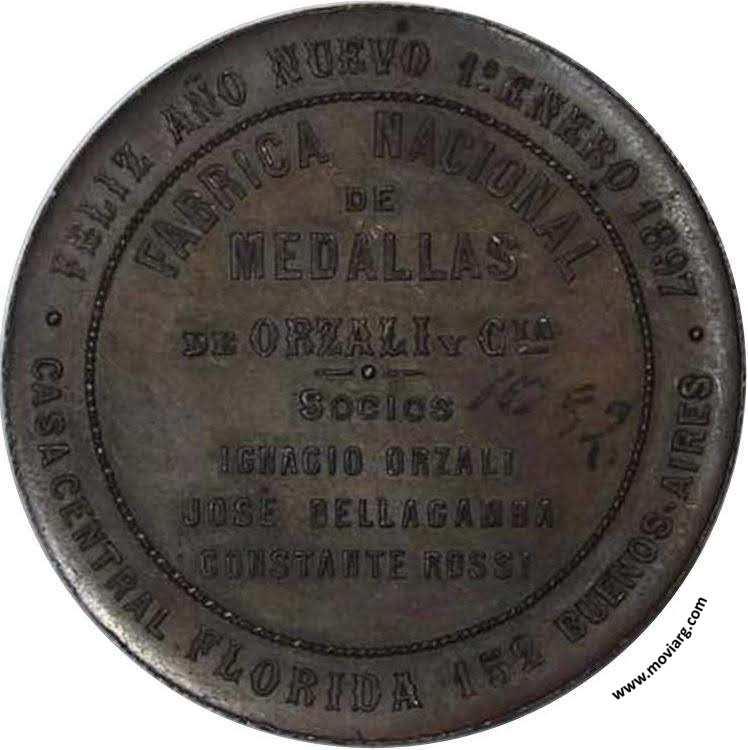 FELIZ AÑO NUEVO 1º ENERO 1897
FABRICA NACIONAL
DE
MEDALLAS
DE ORZALI Y CIA
SOCIOS
IGNACIO ORZALI
JOSÉ BELLAGAMBA
CONSTANTE ROSSI
CASA CENTRAL FLORIDA 152 BUENOS-AIRES
www.moviarg.com